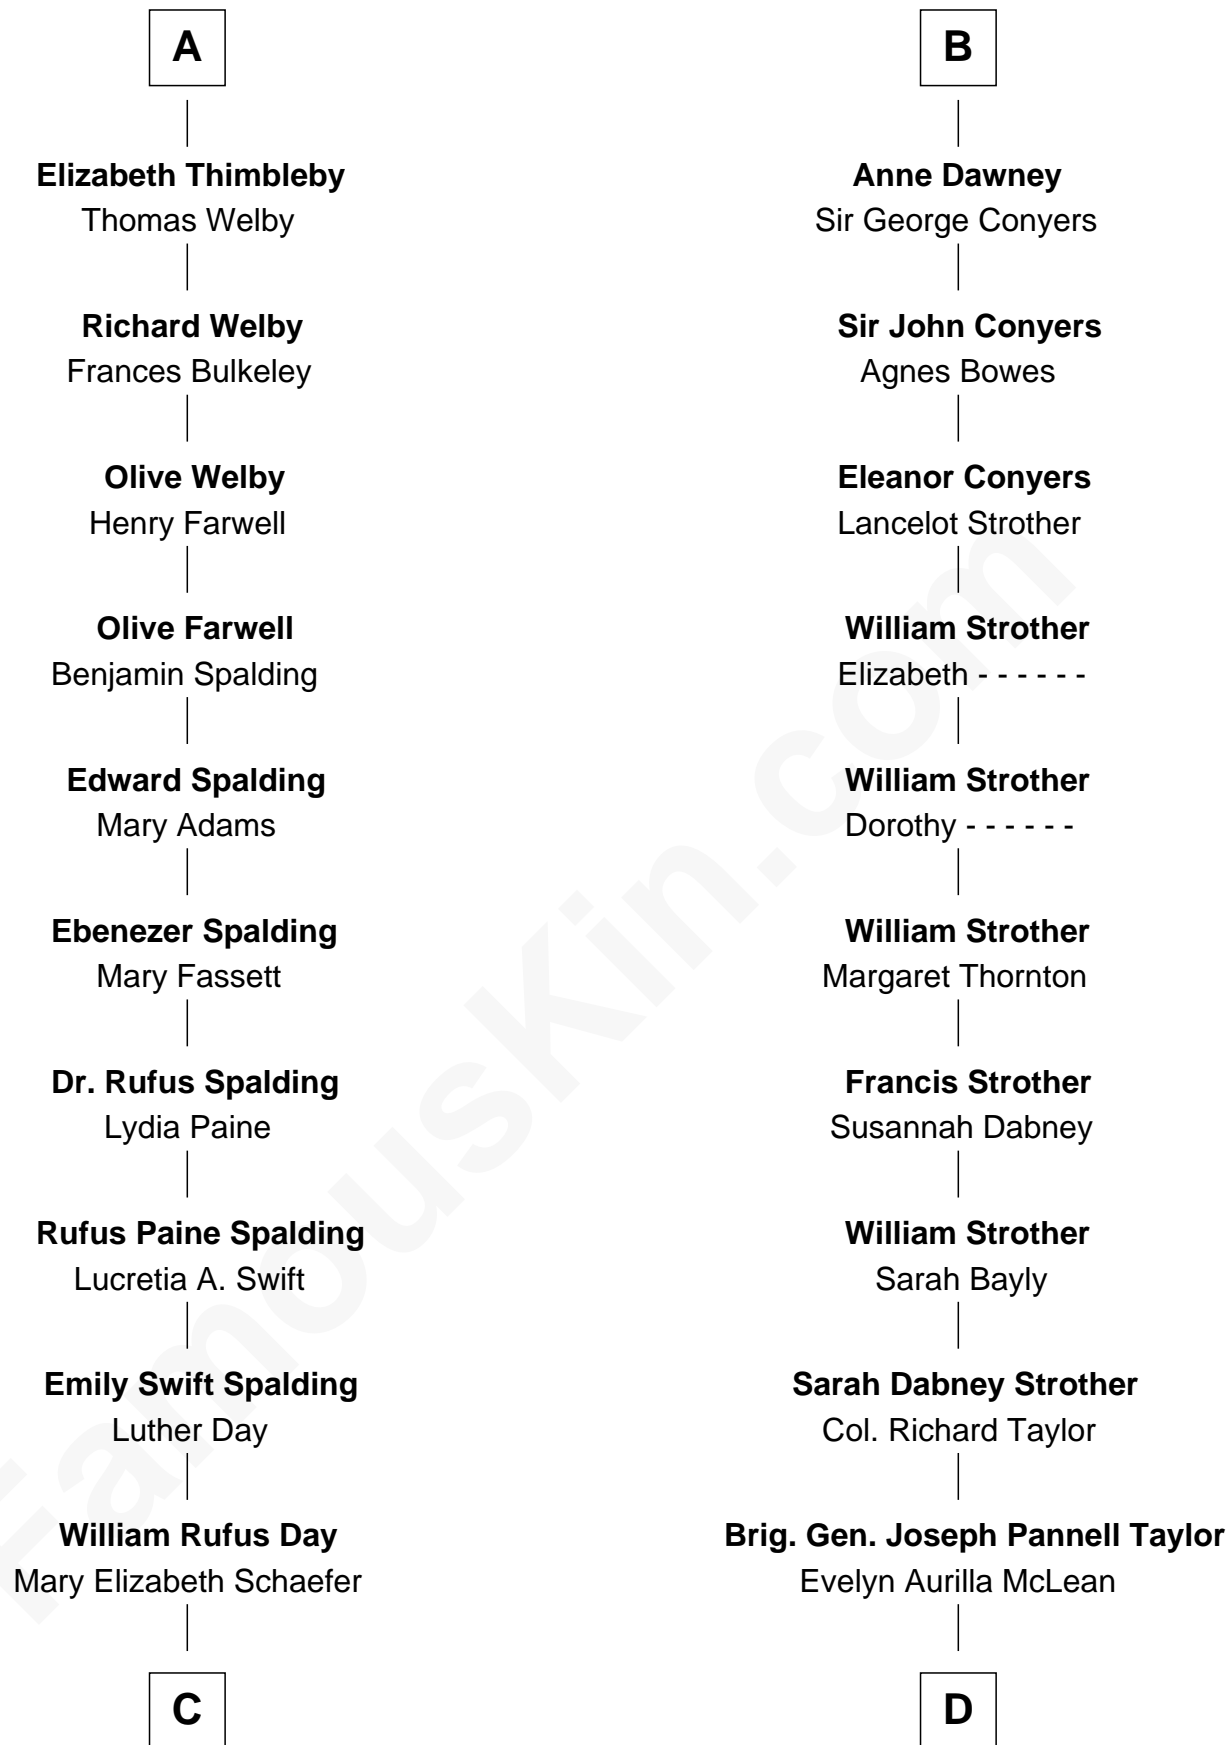 A
Elizabeth Thimbleby
Thomas Welby
Richard Welby
Frances Bulkeley
Olive Welby
Henry Farwell
Olive Farwell
Benjamin Spalding
Edward Spalding
Mary Adams
Ebenezer Spalding
Mary Fassett
Dr. Rufus Spalding
Lydia Paine
Rufus Paine Spalding
Lucretia A. Swift
Emily Swift Spalding
Luther Day
William Rufus Day
Mary Elizabeth Schaefer
C
B
Anne Dawney
Sir George Conyers
Sir John Conyers
Agnes Bowes
Eleanor Conyers
Lancelot Strother
William Strother
Elizabeth - - - - - -
William Strother
Dorothy - - - - - -
William Strother
Margaret Thornton
Francis Strother
Susannah Dabney
William Strother
Sarah Bayly
Sarah Dabney Strother
Col. Richard Taylor
Brig. Gen. Joseph Pannell Taylor
Evelyn Aurilla McLean
D
FamousKin.com